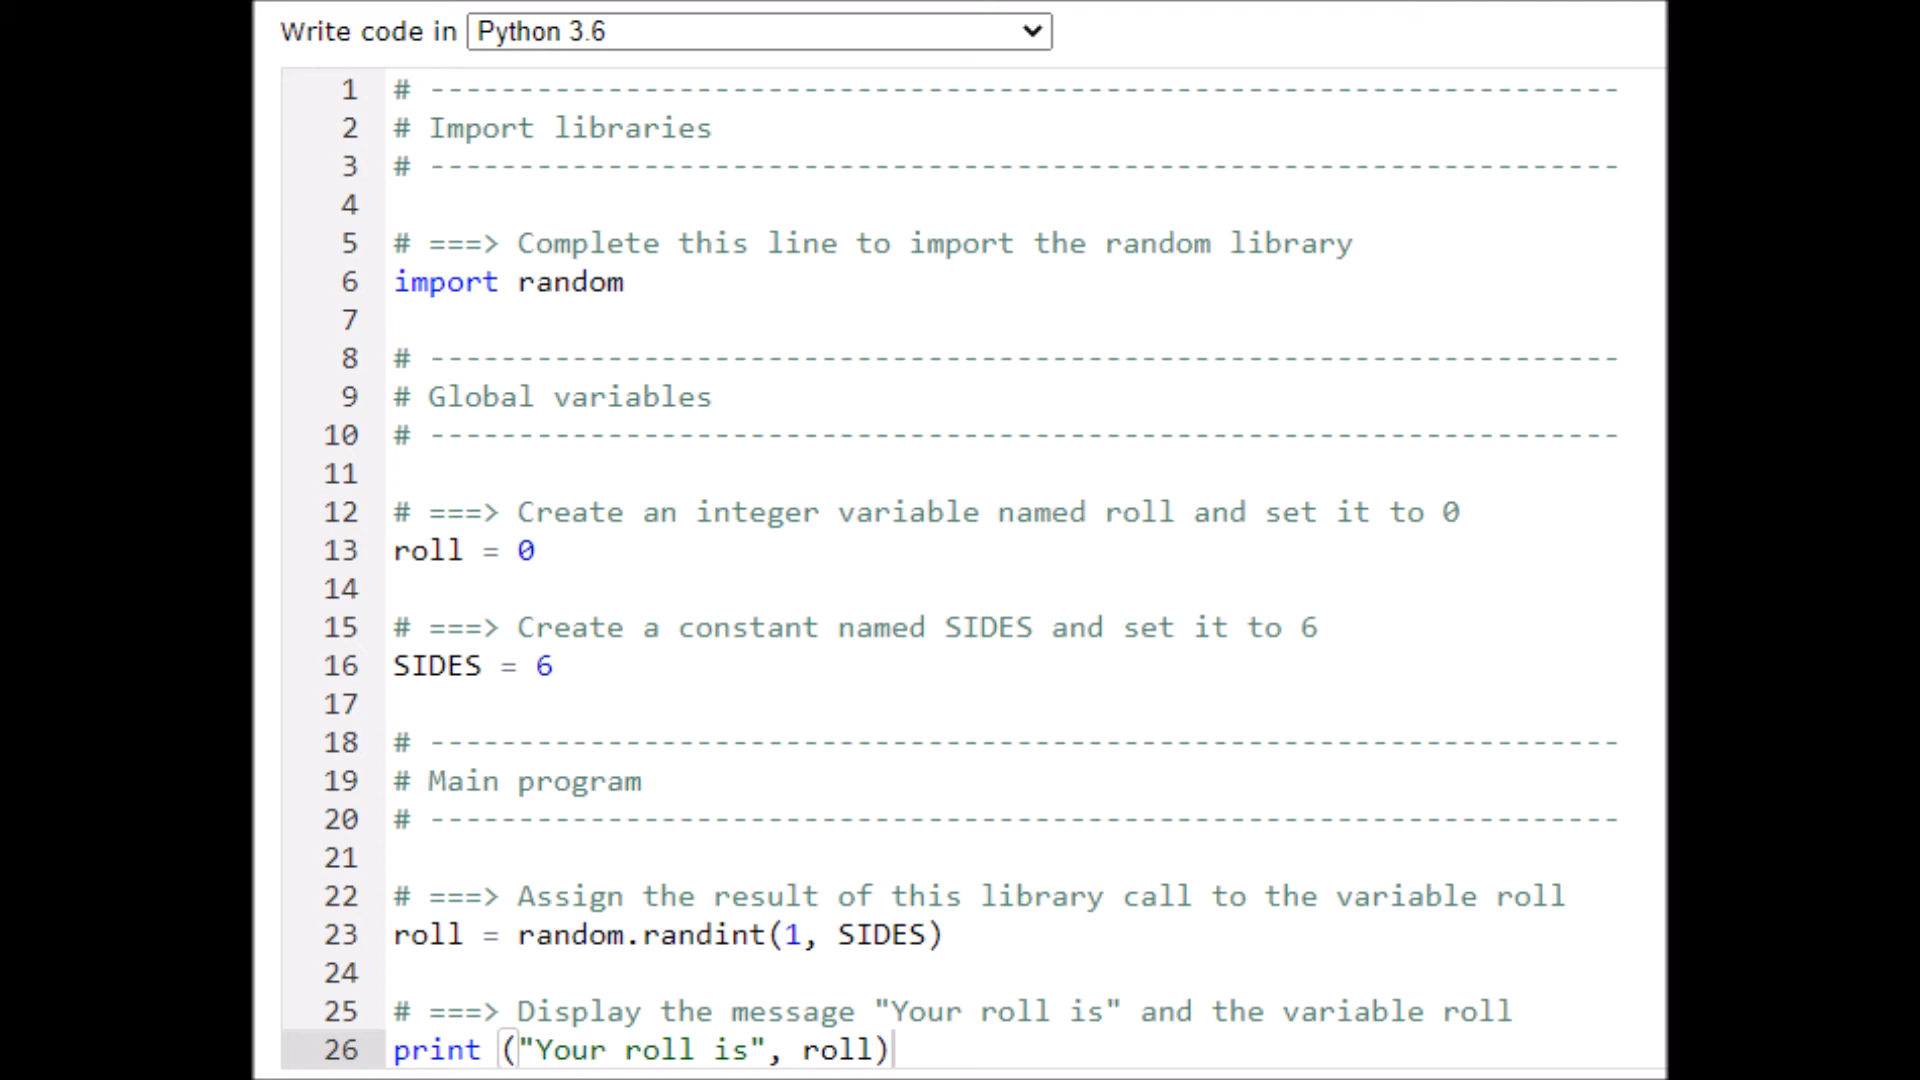 Write code in Python 3.6
1 # -------------------------------------------------------------------
2 # Import libraries
3 # -------------------------------------------------------------------
4
5 # ===> Complete this line to import the random library
6 import random
7
8 # -------------------------------------------------------------------
9 # Global variables
10 # -------------------------------------------------------------------
11
12 # ===> Create an integer variable named roll and set it to 0
13 roll = 0
14
15 # ===> Create a constant named SIDES and set it to 6
16 SIDES = 6
17
18 # -------------------------------------------------------------------
19 # Main program
20 # -------------------------------------------------------------------
21
22 # ===> Assign the result of this library call to the variable roll
23 roll = random.randint(1, SIDES)
24
25 # ===> Display the message "Your roll is" and the variable roll
26 print ("Your roll is", roll)